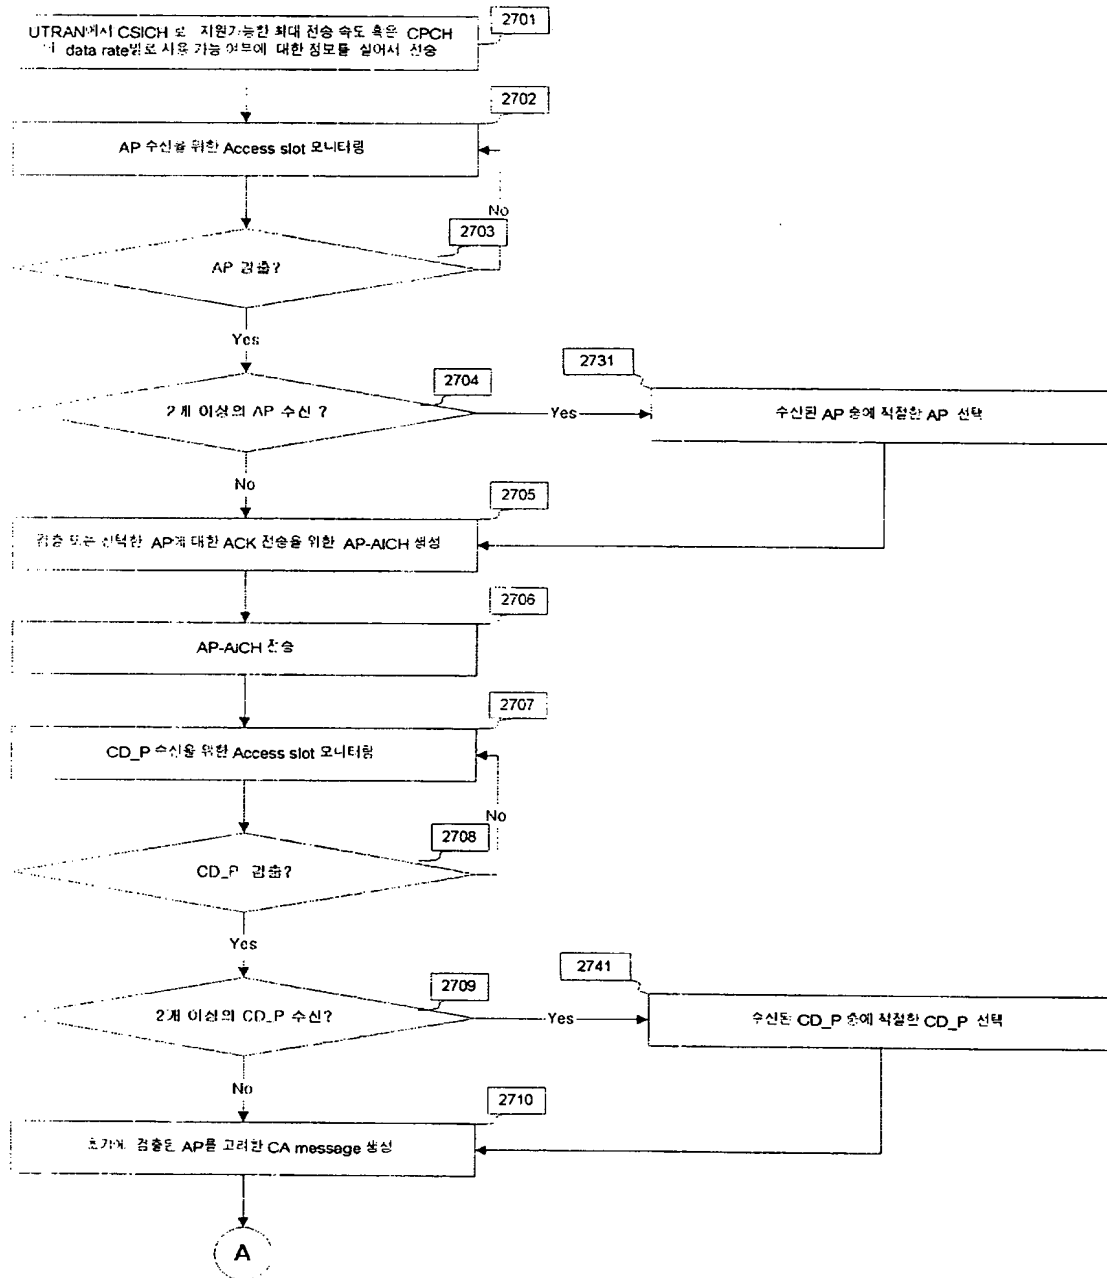 2701
UTRAN에서 CSICH 로 지원가능한 최대 전송 속도 혹은 CPCH
data rate별로 사용 가능 여부에 대한 정보를 실어서 전송
2702
AP 수신을 위한 Access slot 모니터링
No
2703
AP 검출?
Yes
2704
2개 이상의 AP 수신 ?
Yes
2731
수신된 AP 중에 적절한 AP 선택
No
2705
검출 또는 선택한 AP에 대한 ACK 전송을 위한 AP-AICH 생성
2706
AP-AICH 전송
2707
CD_P 수신을 위한 Access slot 모니터링
No
2708
CD_P 검출?
Yes
2709
2개 이상의 CD_P 수신?
Yes
2741
수신된 CD_P 중에 적절한 CD_P 선택
No
2710
초기에 검출된 AP를 고려한 CA message 생성
A